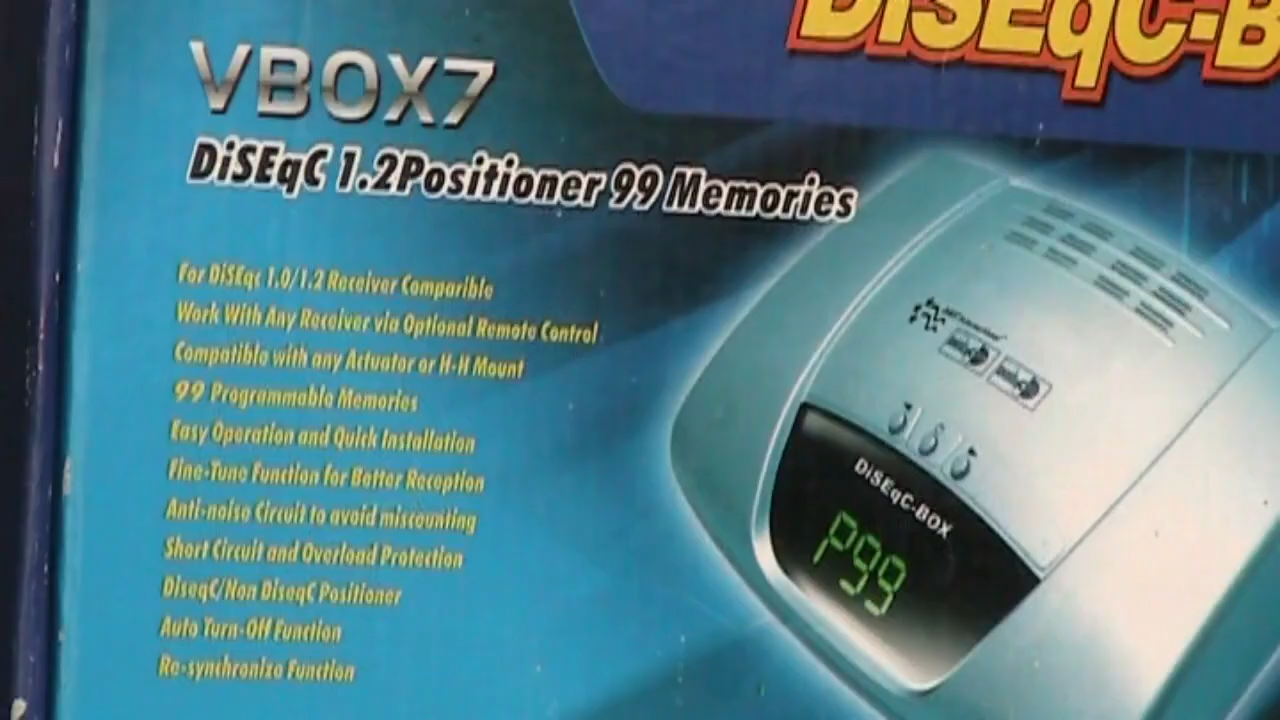 DiSEqC-B
VBOX7
DiSEqC 1.2Positioner 99 Memories
For DiSEqc 1.0/1.2 Receiver Comparible
Work With Any Receiver via Optional Remote Control
Compatible with any Actuator or H-H Mount
99 Programmable Memories
Easy Operation and Quick Installation
Fine-Tune Function for Better Reception
Anti-noise Circuit to avoid miscounting
Short Circuit and Overload Protection
DiseqC/Non DiseqC Positioner
Auto Turn-Off Function
Re-synchronize Function
DiSEqC-BOX
P99